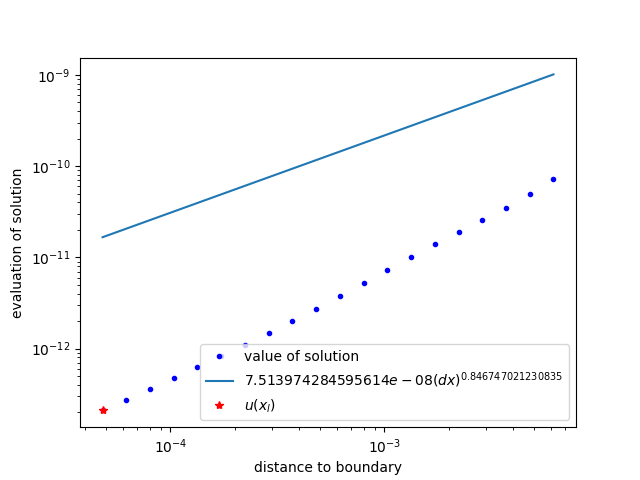 10⁻⁹
10⁻¹⁰
10⁻¹¹
10⁻¹²
evaluation of solution
value of solution
7.513974284595614e − 08(dx)^0.846747021230835
u(x_I)
10⁻⁴
10⁻³
distance to boundary